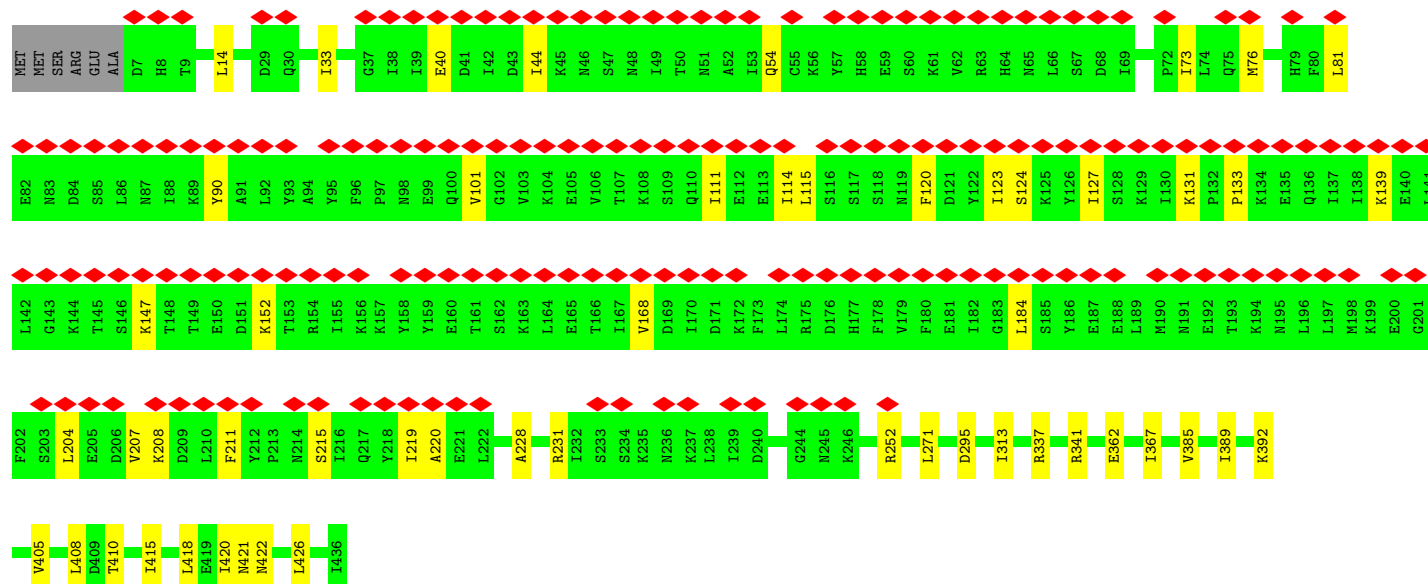 MET MET SER ARG GLU ALA D7 H8 T9 L14 D29 Q30 I33 G37 I38 I39 E40 D41 I42 D43 I44 K45 N46 S47 N48 I49 T50 N51 A52 I53 Q54 C55 K56 Y57 H58 E59 S60 K61 V62 R63 H64 N65 L66 S67 D68 I69 P72 I73 L74 Q75 M76 H79 F80 L81
E82 N83 D84 S85 L86 N87 I88 K89 Y90 A91 L92 Y93 A94 Y95 F96 P97 N98 E99 Q100 V101 G102 V103 K104 E105 V106 T107 K108 S109 Q110 I111 E112 E113 I114 L115 S116 S117 S118 N119 F120 D121 Y122 I123 S124 K125 Y126 I127 S128 K129 I130 K131 P132 P133 K134 E135 Q136 I137 I138 K139 E140 L141
L142 G143 K144 T145 S146 K147 T148 T149 E150 D151 K152 T153 R154 I155 K156 K157 Y158 Y159 E160 T161 S162 K163 L164 E165 T166 I167 V168 D169 I170 D171 K172 F173 L174 R175 D176 H177 F178 V179 F180 E181 I182 G183 L184 S185 Y186 E187 E188 L189 M190 N191 E192 T193 K194 N195 L196 L197 M198 K199 E200 G201
F202 S203 L204 E205 D206 V207 K208 D209 L210 F211 Y212 P213 N214 S215 I216 Q217 Y218 I219 A220 E221 L222 A228 R231 I232 S233 S234 K235 N236 K237 L238 I239 D240 G244 N245 K246 R252 L271 D295 I313 R337 R341 E362 I367 V385 I389 K392
V405 L408 D409 T410 I415 L418 E419 I420 N421 N422 L426 I436